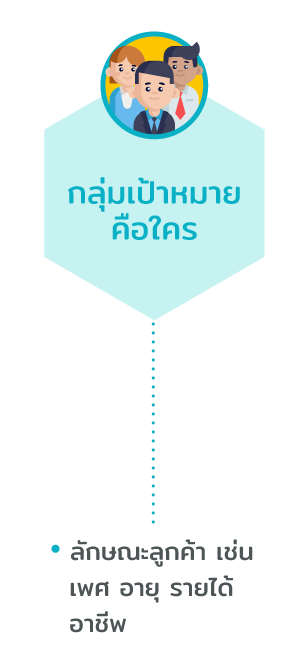 กลุ่มเป้าหมาย
คือใคร
• ลักษณะลูกค้า เช่น
เพศ อายุ รายได้
อาชีพ